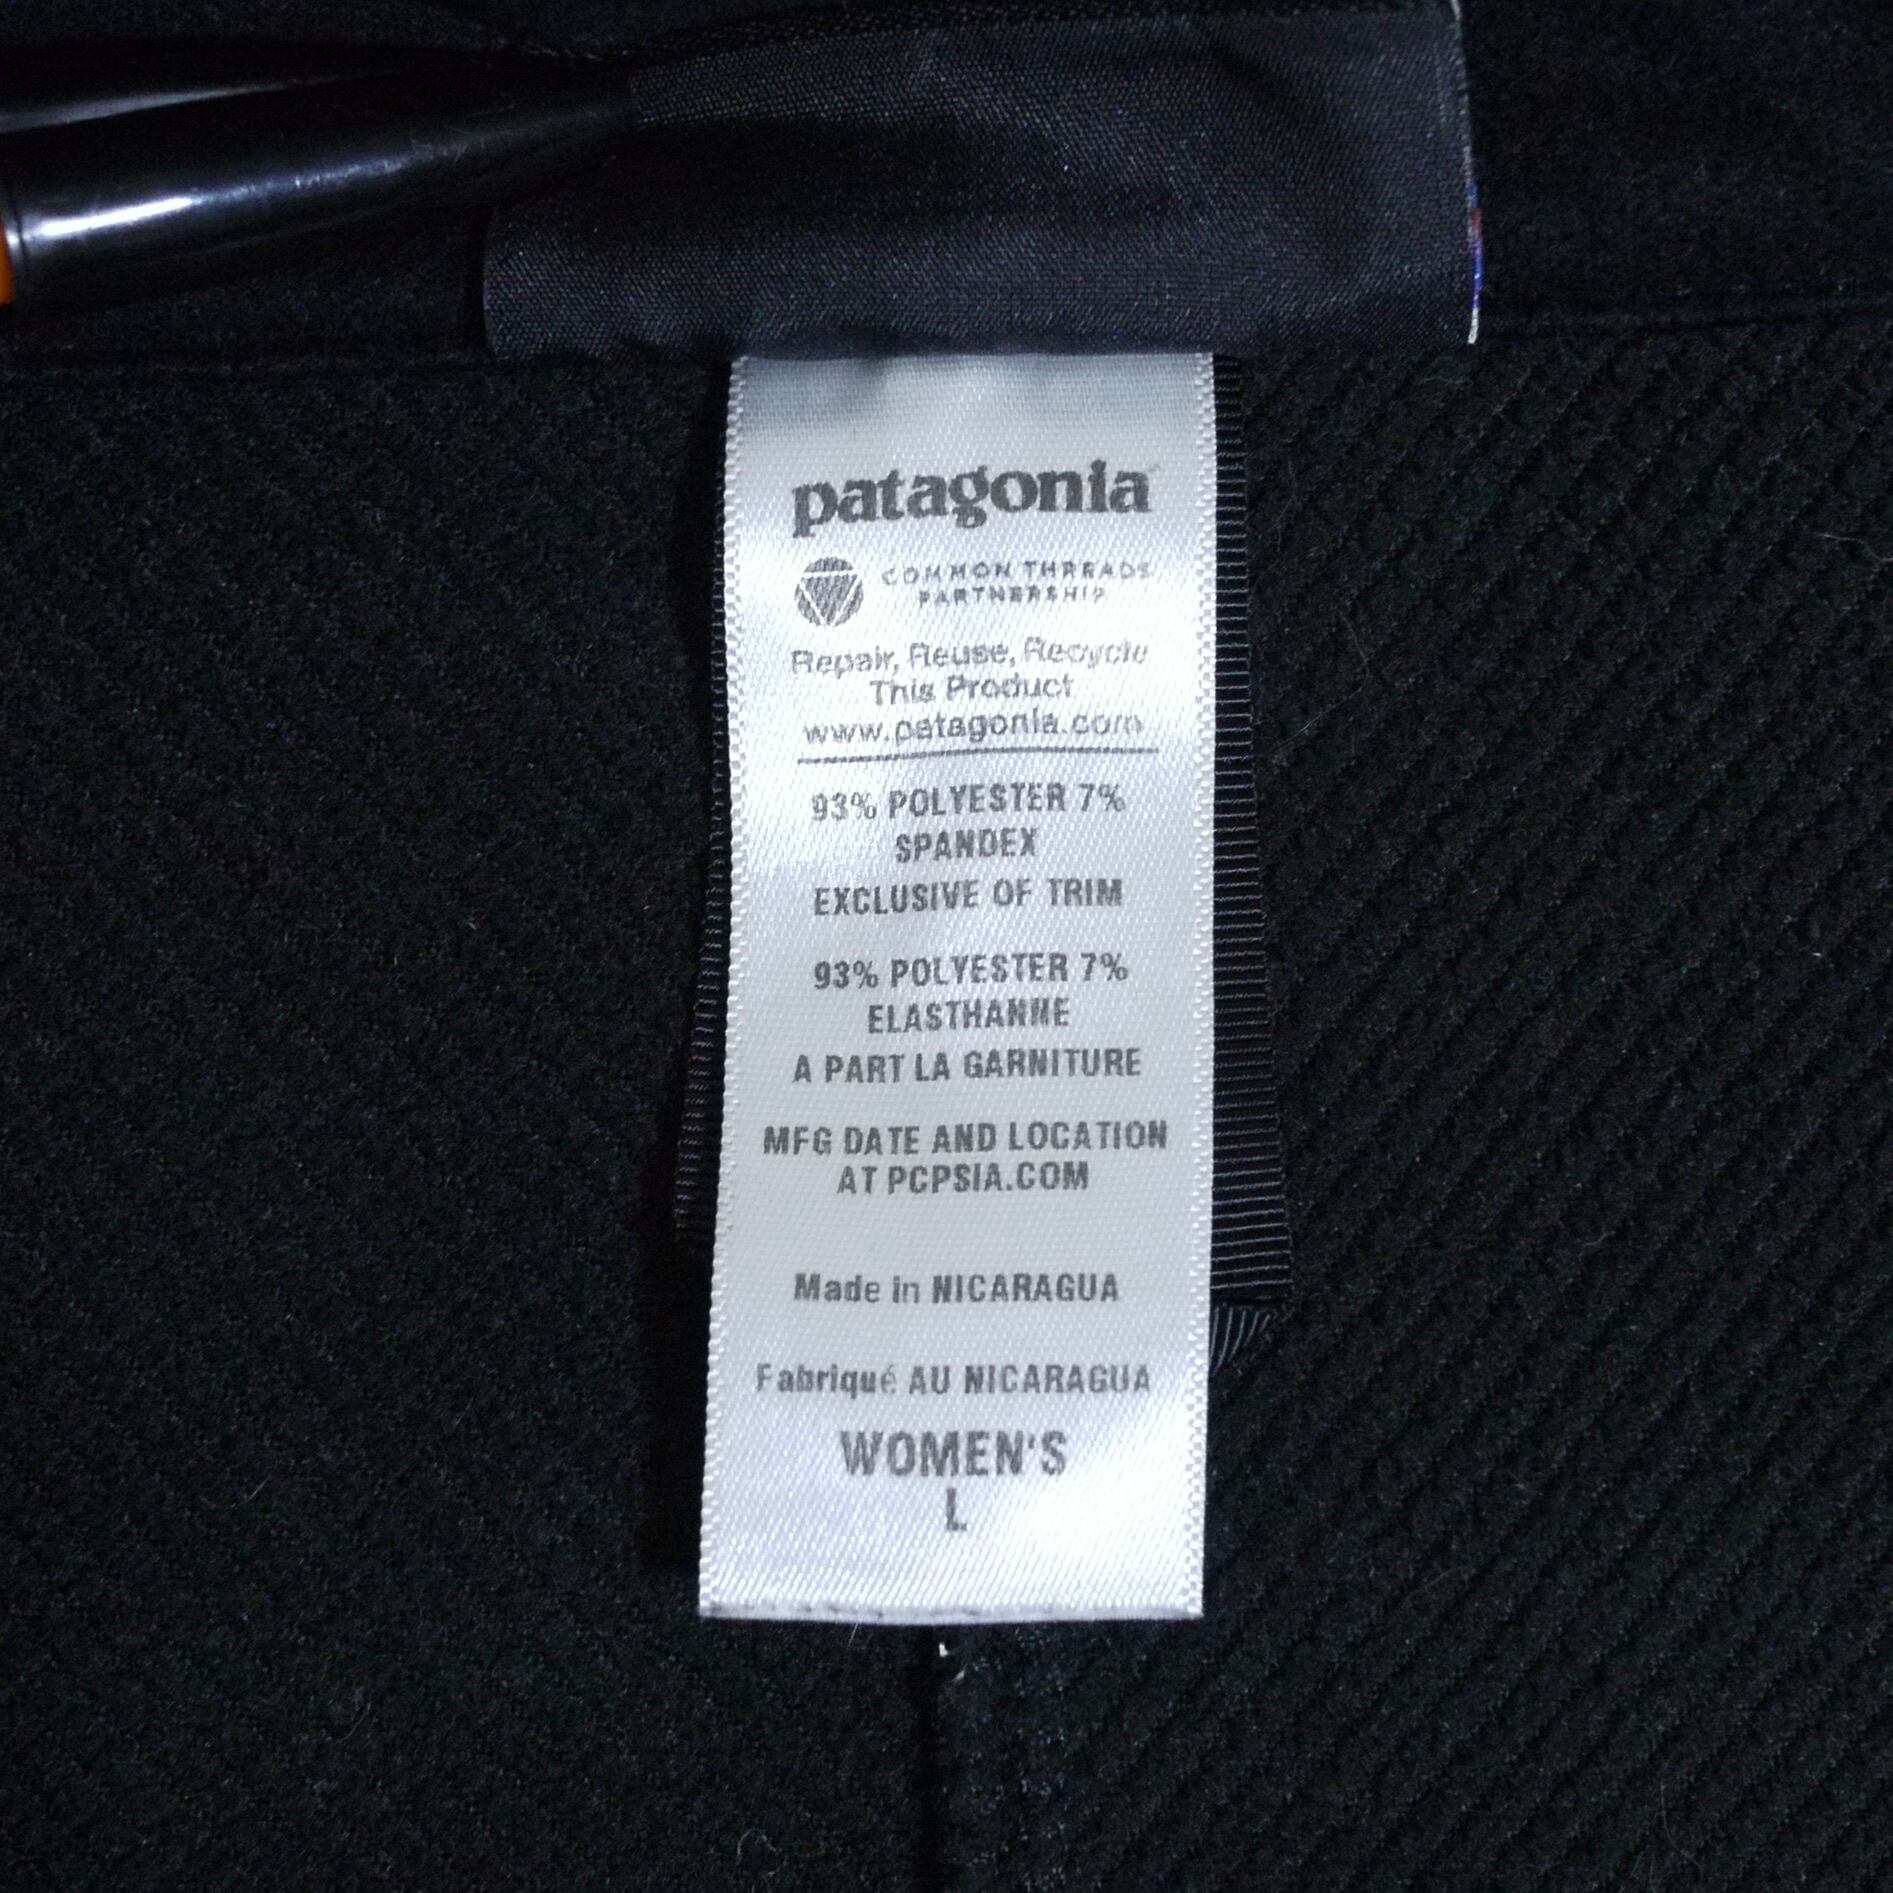 patagonia
COMMON THREADS
PARTNERSHIP
Repair, Reuse, Recycle
This Product
www.patagonia.com
93% POLYESTER 7%
SPANDEX
EXCLUSIVE OF TRIM
93% POLYESTER 7%
ELASTHANNE
A PART LA GARNITURE
MFG DATE AND LOCATION
AT PCPSIA.COM
Made in NICARAGUA
Fabriqué AU NICARAGUA
WOMEN'S
L